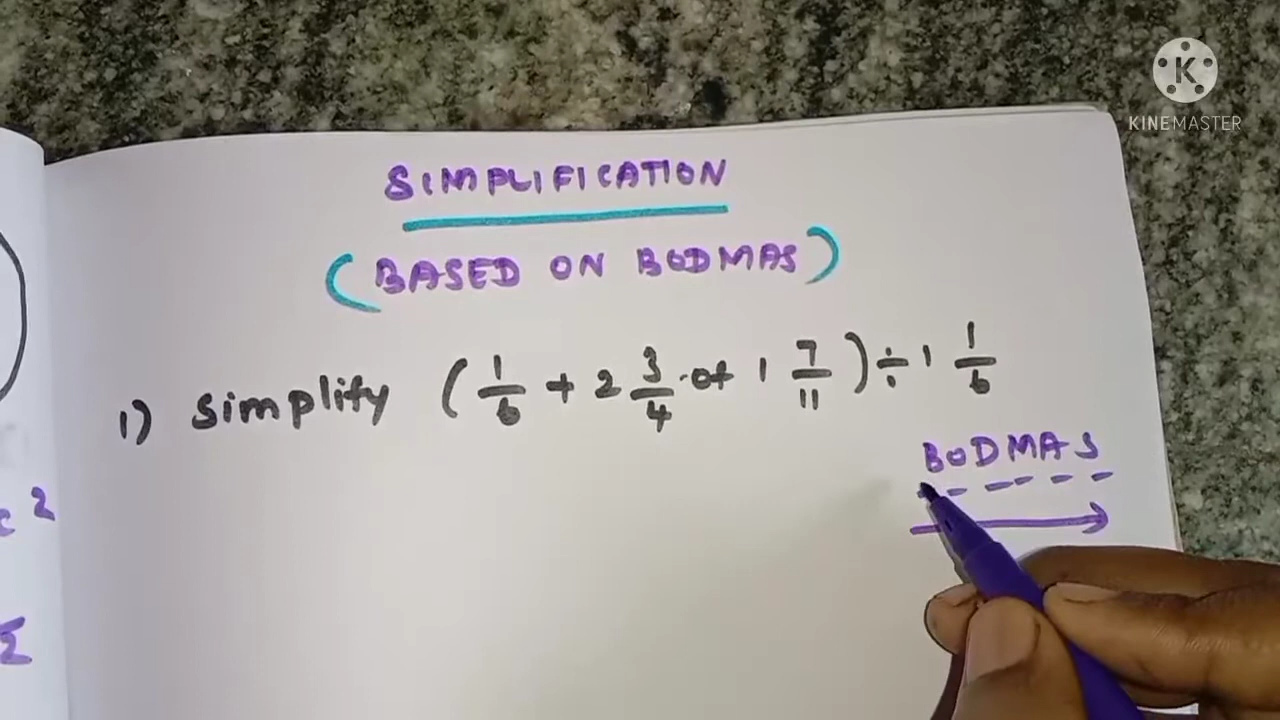 KINEMASTER
SIMPLIFICATION
(BASED ON BODMAS)
1) Simplify (1/6 + 2 3/4 of 1 7/11) ÷ 1 1/6
BODMAS
2
Σ